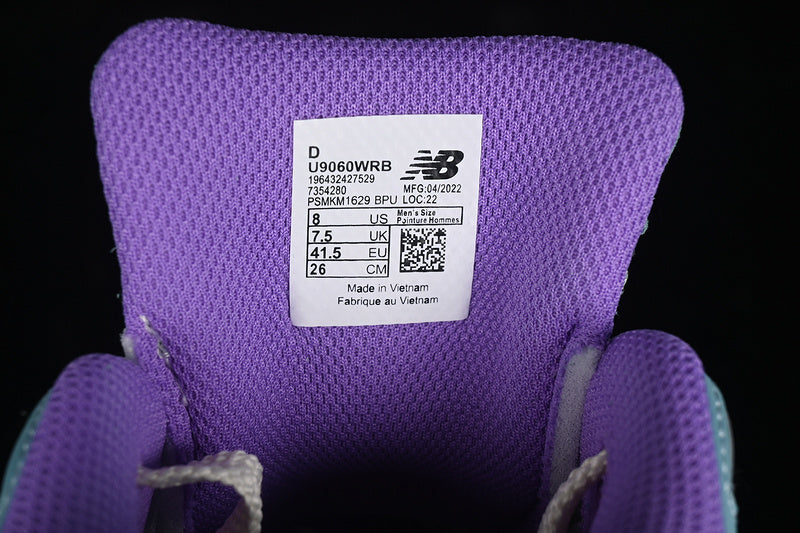 D
U9060WRB
196432427529
7354280 MFG:04/2022
PSMKM1629 BPU LOC:22
8 US Men's Size
Pointure Hommes
7.5 UK
41.5 EU
26 CM
Made in Vietnam
Fabrique au Vietnam